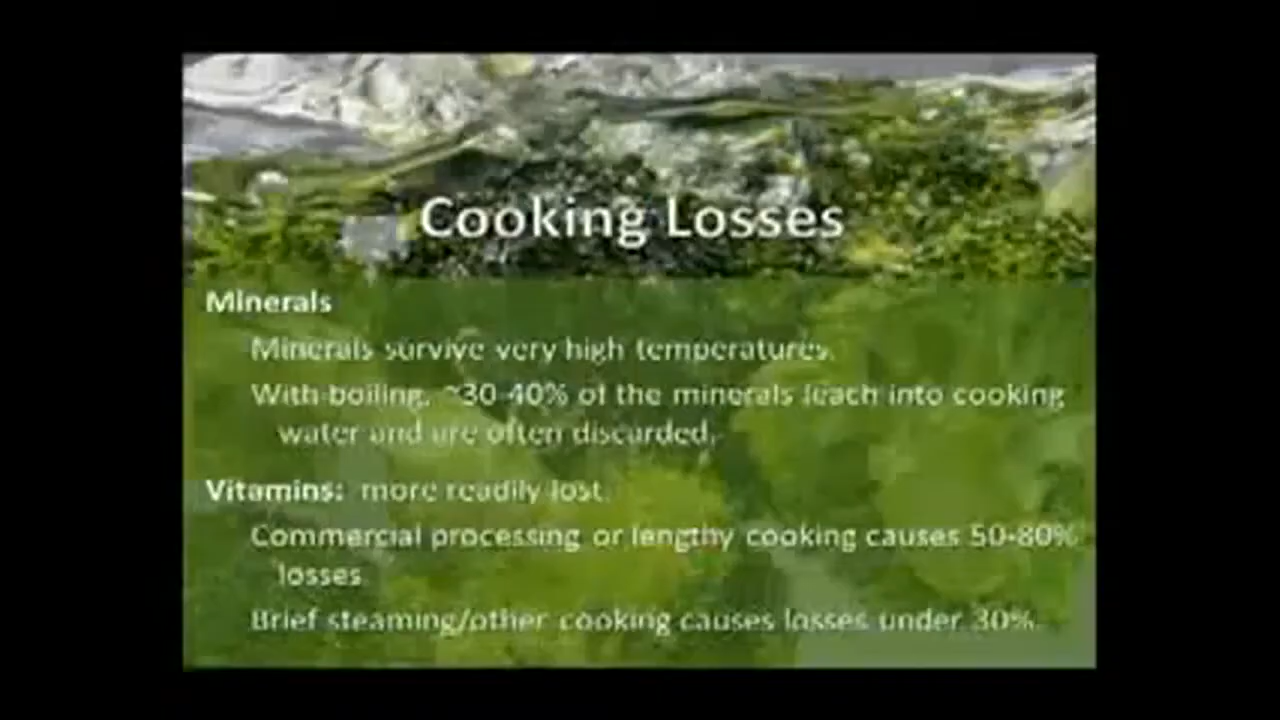 Cooking Losses
Minerals
Minerals survive very high temperatures.
With boiling, ~30-40% of the minerals leach into cooking
water and are often discarded.
Vitamins: more readily lost.
Commercial processing or lengthy cooking causes 50-80%
losses
Brief steaming/other cooking causes losses under 30%.